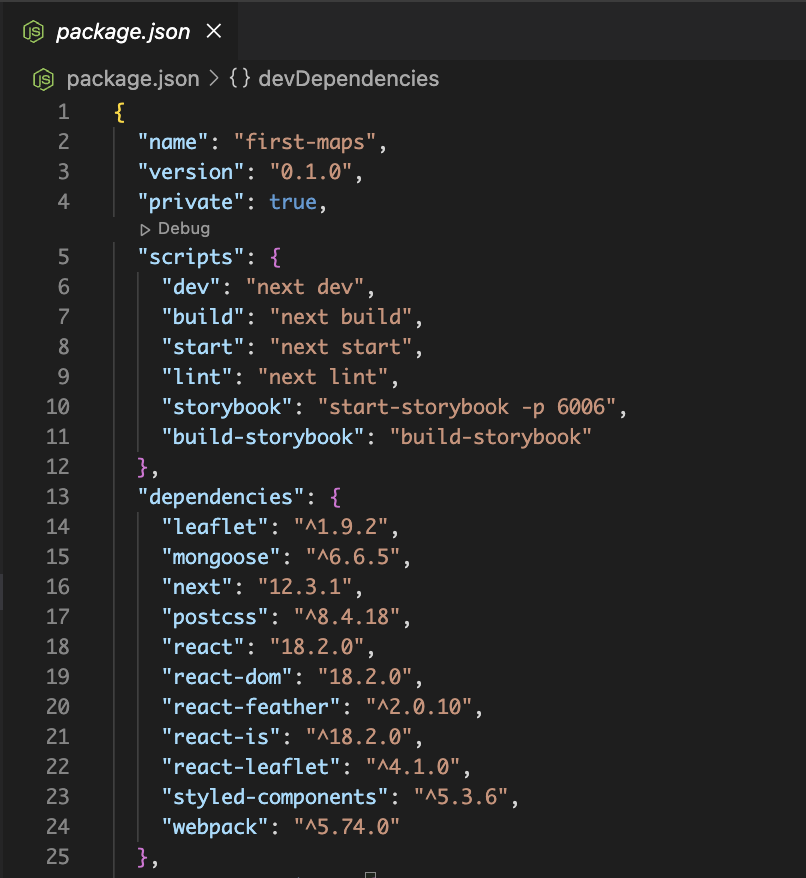 JS package.json ×
JS package.json > {} devDependencies
1 {
2 "name": "first-maps",
3 "version": "0.1.0",
4 "private": true,
Debug
5 "scripts": {
6 "dev": "next dev",
7 "build": "next build",
8 "start": "next start",
9 "lint": "next lint",
10 "storybook": "start-storybook -p 6006",
11 "build-storybook": "build-storybook"
12 },
13 "dependencies": {
14 "leaflet": "^1.9.2",
15 "mongoose": "^6.6.5",
16 "next": "12.3.1",
17 "postcss": "^8.4.18",
18 "react": "18.2.0",
19 "react-dom": "18.2.0",
20 "react-feather": "^2.0.10",
21 "react-is": "^18.2.0",
22 "react-leaflet": "^4.1.0",
23 "styled-components": "^5.3.6",
24 "webpack": "^5.74.0"
25 },